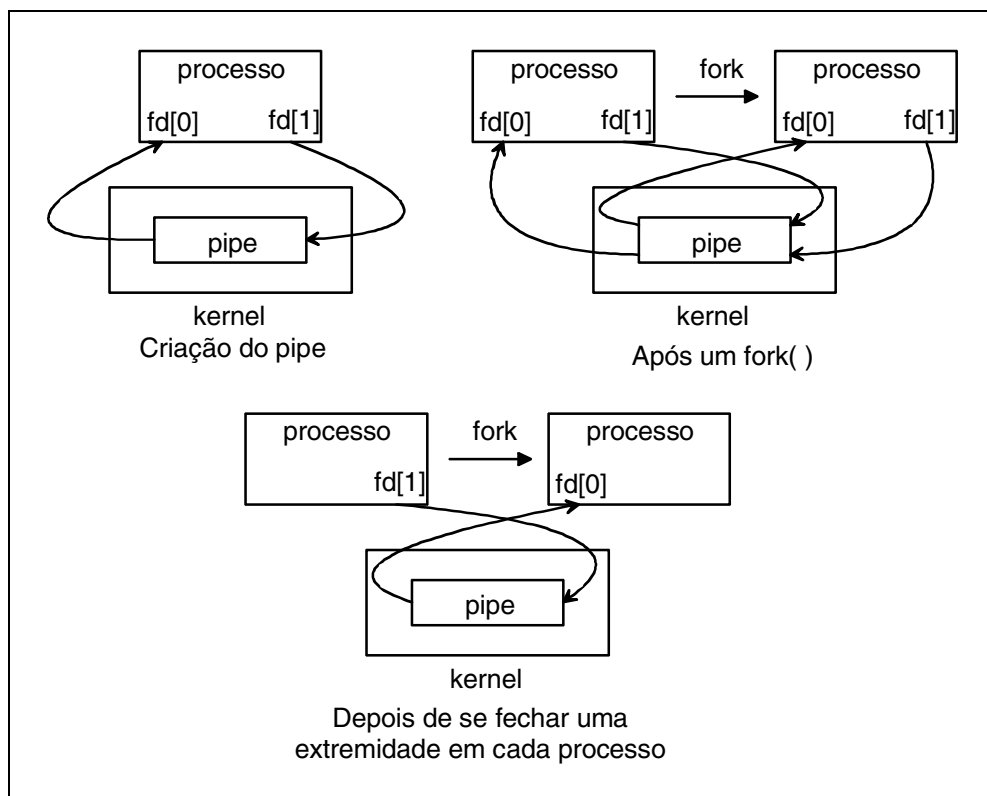 processo
fd[0] fd[1]
pipe
kernel
Criação do pipe
processo fork processo
fd[0] fd[1] fd[0] fd[1]
pipe
kernel
Após um fork( )
processo fork processo
fd[1] fd[0]
pipe
kernel
Depois de se fechar uma
extremidade em cada processo